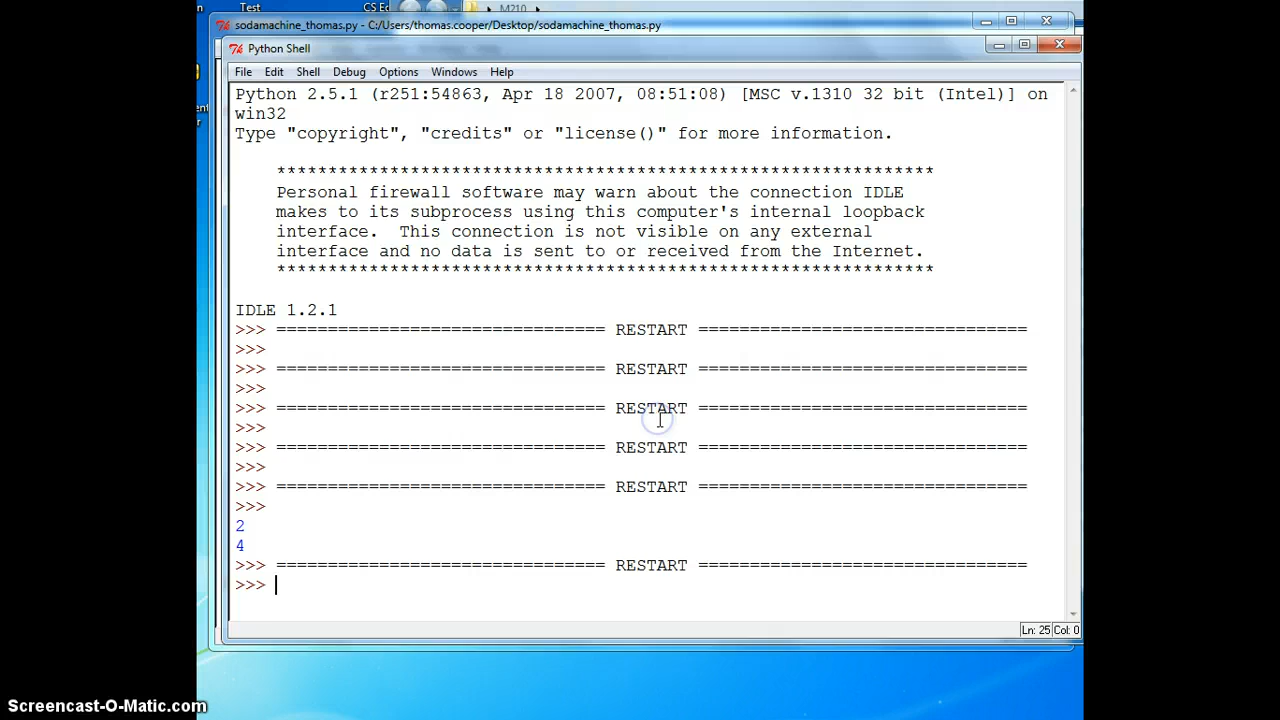 Test
CS Ed
M210
sodamachine_thomas.py - C:/Users/thomas.cooper/Desktop/sodamachine_thomas.py
Python Shell
File Edit Shell Debug Options Windows Help
Python 2.5.1 (r251:54863, Apr 18 2007, 08:51:08) [MSC v.1310 32 bit (Intel)] on
win32
Type "copyright", "credits" or "license()" for more information.
****************************************************************
Personal firewall software may warn about the connection IDLE
makes to its subprocess using this computer's internal loopback
interface.  This connection is not visible on any external
interface and no data is sent to or received from the Internet.
****************************************************************
IDLE 1.2.1
>>> ================================ RESTART ================================
>>>
>>> ================================ RESTART ================================
>>>
>>> ================================ RESTART ================================
>>>
>>> ================================ RESTART ================================
>>>
>>> ================================ RESTART ================================
>>>
2
4
>>> ================================ RESTART ================================
>>>
Ln: 25 Col: 0
Screencast-O-Matic.com